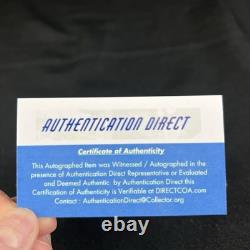 AUTHENTICATION DIRECT
Certificate of Authenticity
This Autographed Item was Witnessed / Autographed in the
presence of Authentication Direct Representative or Evaluated
and Deemed Authentic by Authentication Direct this
Certification of Authenticity is Verifiable at DIRECTCOA.com
Contact : AuthenticationDirect@Collector.org
ebay